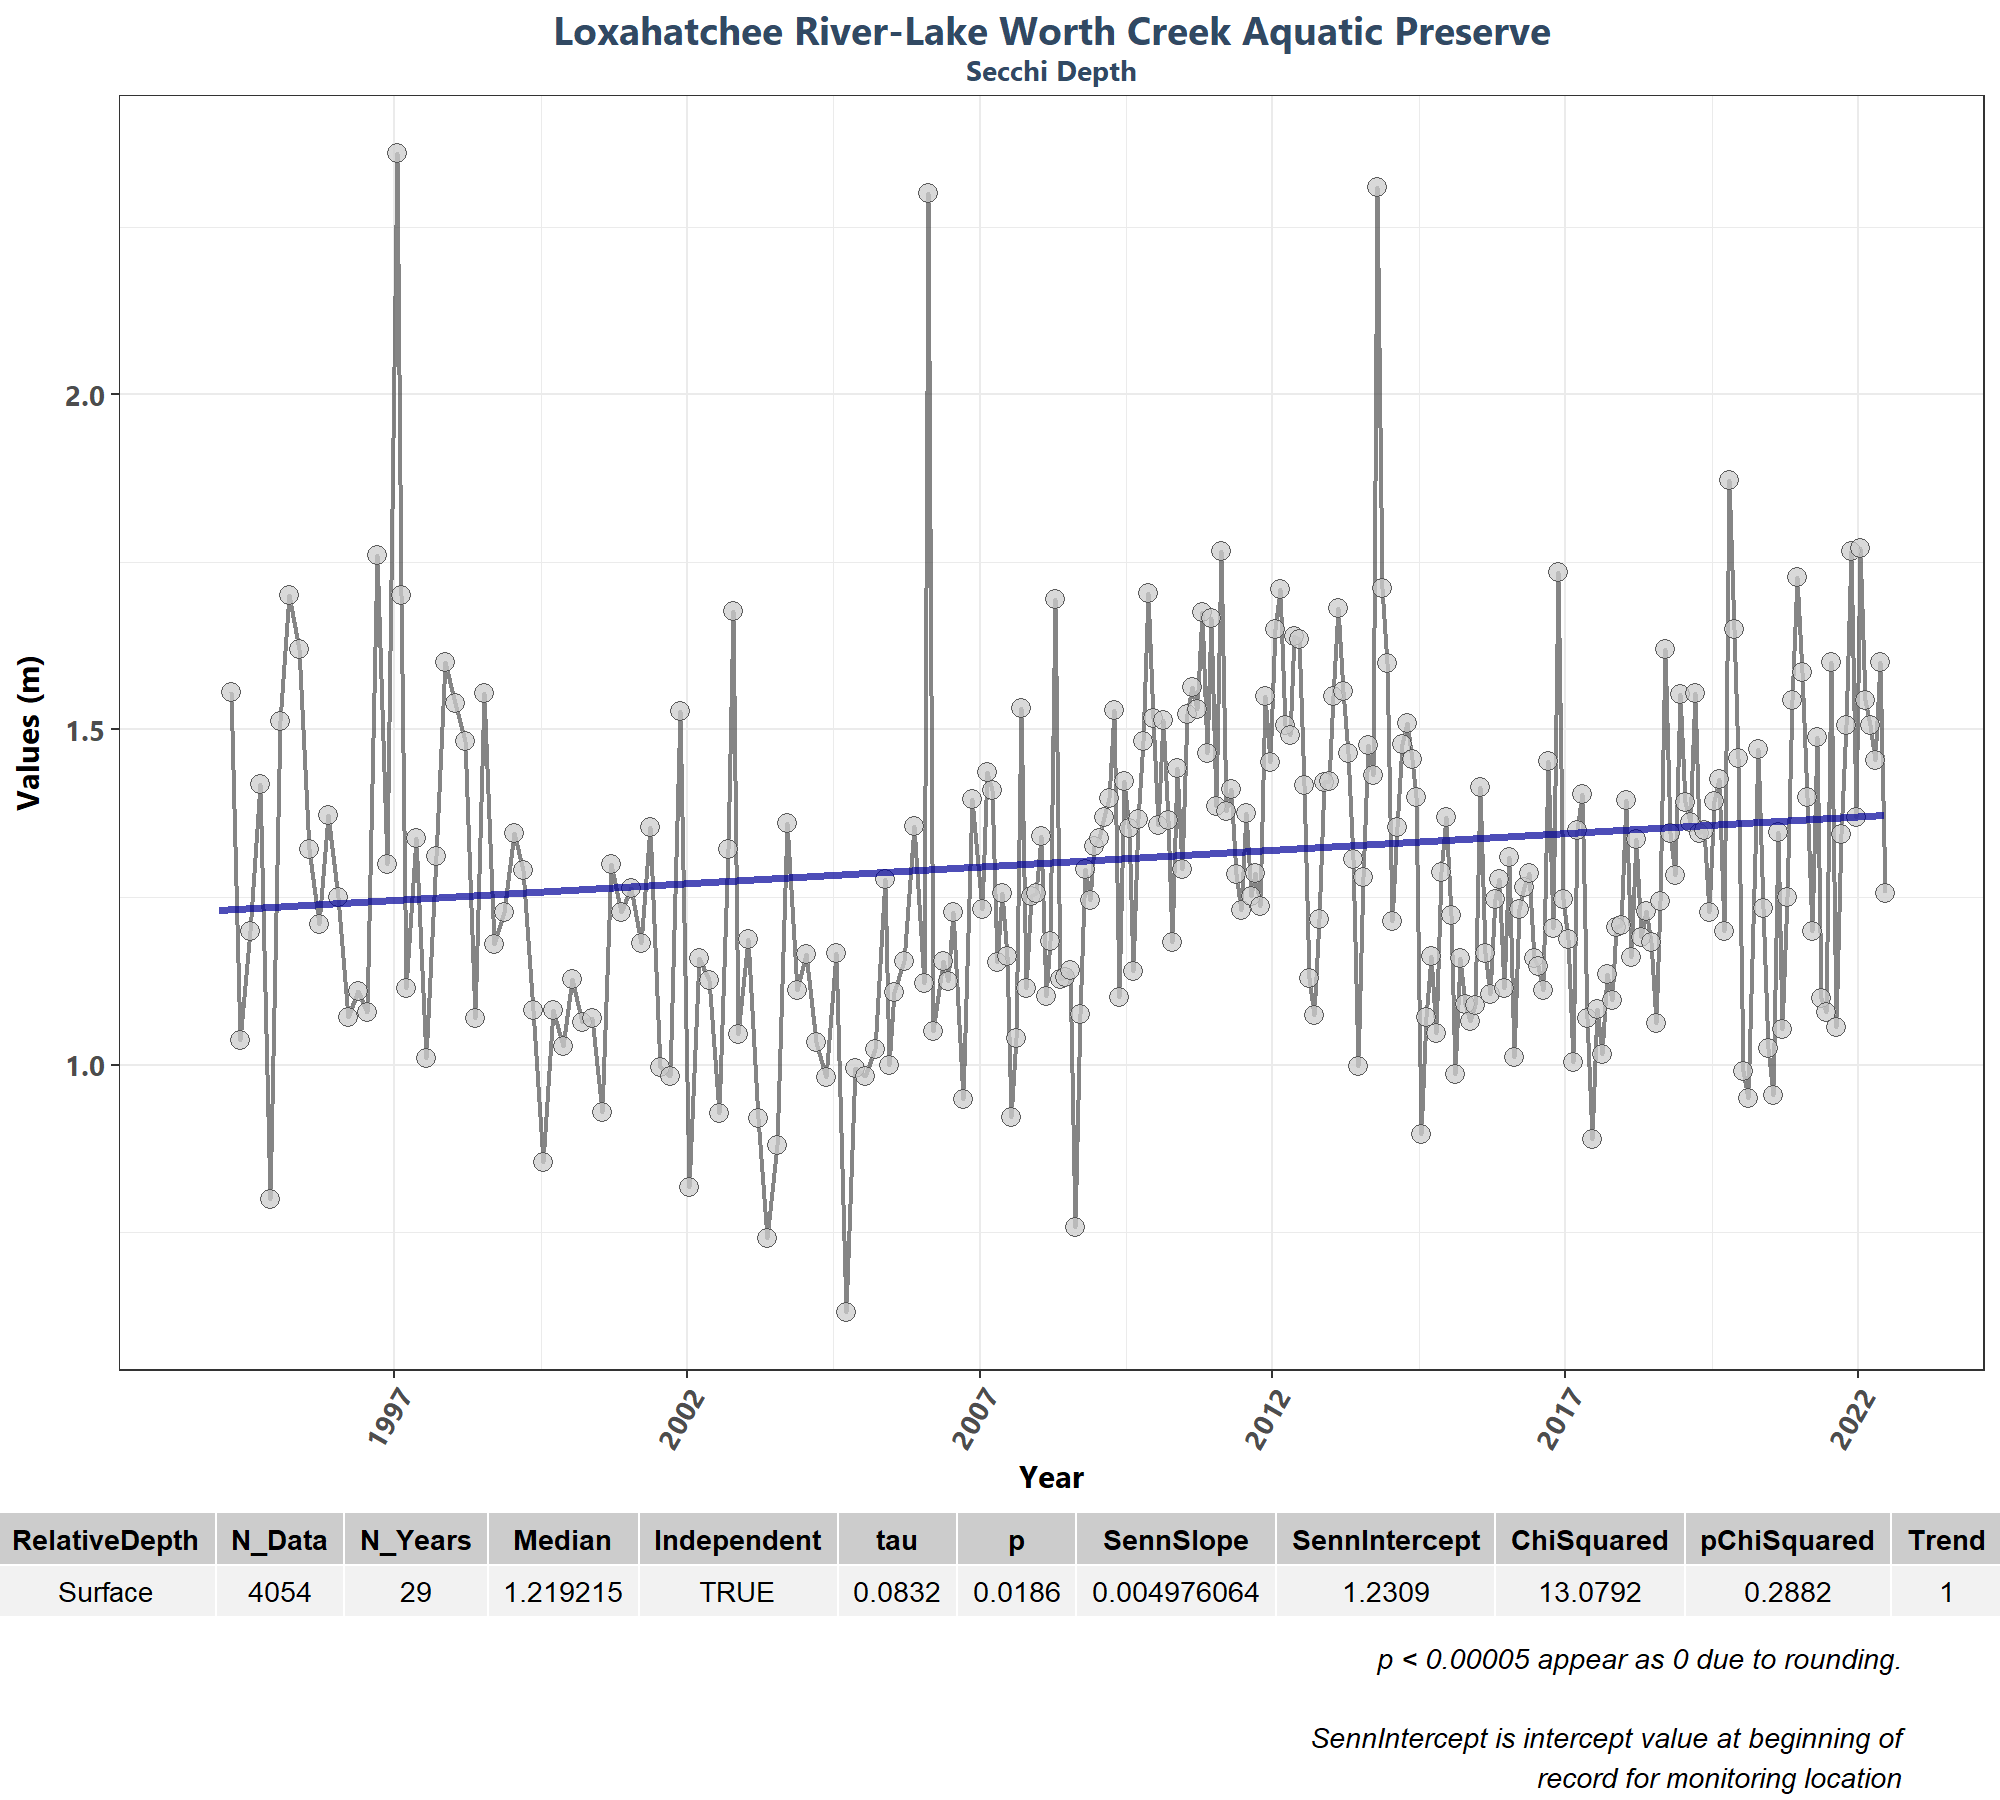 Loxahatchee River-Lake Worth Creek Aquatic Preserve
Secchi Depth
Values (m)
2.0
1.5
1.0
1997
2002
2007
2012
2017
2022
Year
RelativeDepth N_Data N_Years Median Independent tau p SennSlope SennIntercept ChiSquared pChiSquared Trend
Surface 4054 29 1.219215 TRUE 0.0832 0.0186 0.004976064 1.2309 13.0792 0.2882 1
p < 0.00005 appear as 0 due to rounding.
SennIntercept is intercept value at beginning of
record for monitoring location